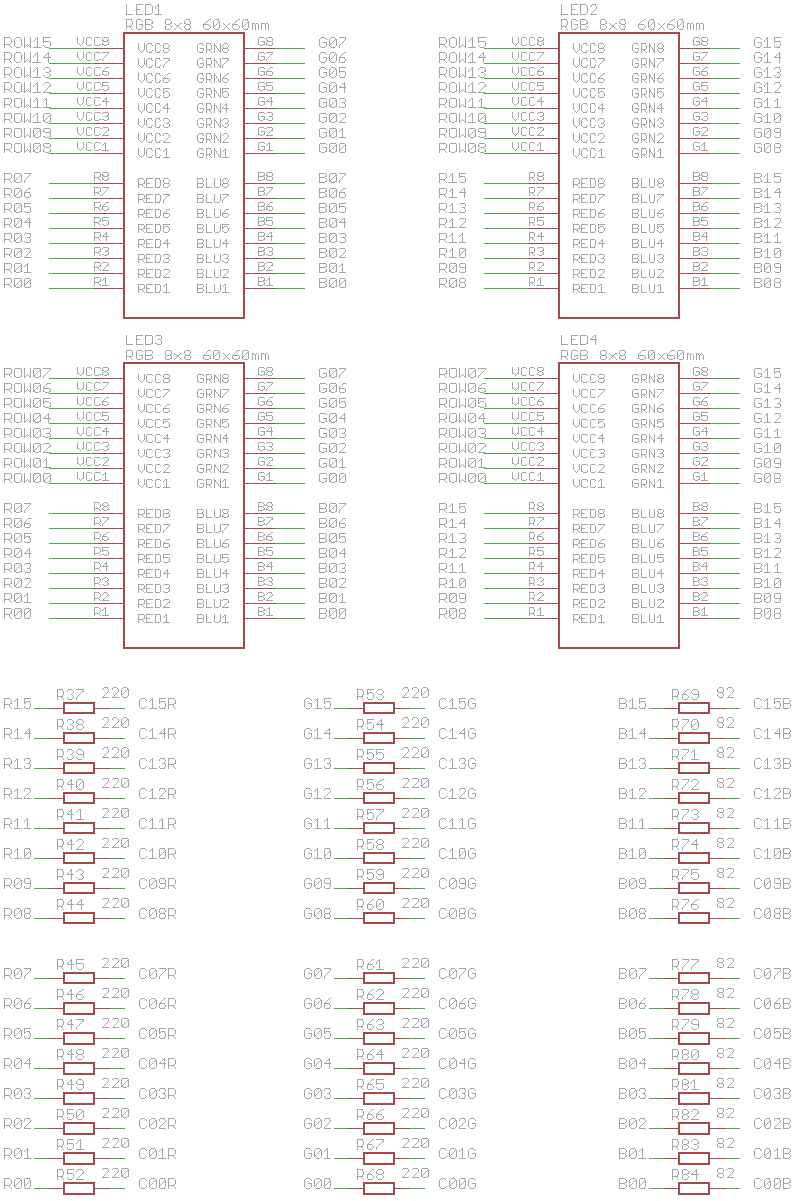 LED1 LED2
RGB 8x8 60x60mm RGB 8x8 60x60mm
ROW15 VCC8 VCC8 GRN8 G8 G07 ROW15 VCC8 VCC8 GRN8 G8 G15
ROW14 VCC7 VCC7 GRN7 G7 G06 ROW14 VCC7 VCC7 GRN7 G7 G14
ROW13 VCC6 VCC6 GRN6 G6 G05 ROW13 VCC6 VCC6 GRN6 G6 G13
ROW12 VCC5 VCC5 GRN5 G5 G04 ROW12 VCC5 VCC5 GRN5 G5 G12
ROW11 VCC4 VCC4 GRN4 G4 G03 ROW11 VCC4 VCC4 GRN4 G4 G11
ROW10 VCC3 VCC3 GRN3 G3 G02 ROW10 VCC3 VCC3 GRN3 G3 G10
ROW09 VCC2 VCC2 GRN2 G2 G01 ROW09 VCC2 VCC2 GRN2 G2 G09
ROW08 VCC1 VCC1 GRN1 G1 G00 ROW08 VCC1 VCC1 GRN1 G1 G08
R07 R8 RED8 BLU8 B8 B07 R15 R8 RED8 BLU8 B8 B15
R06 R7 RED7 BLU7 B7 B06 R14 R7 RED7 BLU7 B7 B14
R05 R6 RED6 BLU6 B6 B05 R13 R6 RED6 BLU6 B6 B13
R04 R5 RED5 BLU5 B5 B04 R12 R5 RED5 BLU5 B5 B12
R03 R4 RED4 BLU4 B4 B03 R11 R4 RED4 BLU4 B4 B11
R02 R3 RED3 BLU3 B3 B02 R10 R3 RED3 BLU3 B3 B10
R01 R2 RED2 BLU2 B2 B01 R09 R2 RED2 BLU2 B2 B09
R00 R1 RED1 BLU1 B1 B00 R08 R1 RED1 BLU1 B1 B08
LED3 LED4
RGB 8x8 60x60mm RGB 8x8 60x60mm
ROW07 VCC8 VCC8 GRN8 G8 G07 ROW07 VCC8 VCC8 GRN8 G8 G15
ROW06 VCC7 VCC7 GRN7 G7 G06 ROW06 VCC7 VCC7 GRN7 G7 G14
ROW05 VCC6 VCC6 GRN6 G6 G05 ROW05 VCC6 VCC6 GRN6 G6 G13
ROW04 VCC5 VCC5 GRN5 G5 G04 ROW04 VCC5 VCC5 GRN5 G5 G12
ROW03 VCC4 VCC4 GRN4 G4 G03 ROW03 VCC4 VCC4 GRN4 G4 G11
ROW02 VCC3 VCC3 GRN3 G3 G02 ROW02 VCC3 VCC3 GRN3 G3 G10
ROW01 VCC2 VCC2 GRN2 G2 G01 ROW01 VCC2 VCC2 GRN2 G2 G09
ROW00 VCC1 VCC1 GRN1 G1 G00 ROW00 VCC1 VCC1 GRN1 G1 G08
R07 R8 RED8 BLU8 B8 B07 R15 R8 RED8 BLU8 B8 B15
R06 R7 RED7 BLU7 B7 B06 R14 R7 RED7 BLU7 B7 B14
R05 R6 RED6 BLU6 B6 B05 R13 R6 RED6 BLU6 B6 B13
R04 R5 RED5 BLU5 B5 B04 R12 R5 RED5 BLU5 B5 B12
R03 R4 RED4 BLU4 B4 B03 R11 R4 RED4 BLU4 B4 B11
R02 R3 RED3 BLU3 B3 B02 R10 R3 RED3 BLU3 B3 B10
R01 R2 RED2 BLU2 B2 B01 R09 R2 RED2 BLU2 B2 B09
R00 R1 RED1 BLU1 B1 B00 R08 R1 RED1 BLU1 B1 B08
R15 R37 220 C15R G15 R53 220 C15G B15 R69 82 C15B
R14 R38 220 C14R G14 R54 220 C14G B14 R70 82 C14B
R13 R39 220 C13R G13 R55 220 C13G B13 R71 82 C13B
R12 R40 220 C12R G12 R56 220 C12G B12 R72 82 C12B
R11 R41 220 C11R G11 R57 220 C11G B11 R73 82 C11B
R10 R42 220 C10R G10 R58 220 C10G B10 R74 82 C10B
R09 R43 220 C09R G09 R59 220 C09G B09 R75 82 C09B
R08 R44 220 C08R G08 R60 220 C08G B08 R76 82 C08B
R07 R45 220 C07R G07 R61 220 C07G B07 R77 82 C07B
R06 R46 220 C06R G06 R62 220 C06G B06 R78 82 C06B
R05 R47 220 C05R G05 R63 220 C05G B05 R79 82 C05B
R04 R48 220 C04R G04 R64 220 C04G B04 R80 82 C04B
R03 R49 220 C03R G03 R65 220 C03G B03 R81 82 C03B
R02 R50 220 C02R G02 R66 220 C02G B02 R82 82 C02B
R01 R51 220 C01R G01 R67 220 C01G B01 R83 82 C01B
R00 R52 220 C00R G00 R68 220 C00G B00 R84 82 C00B